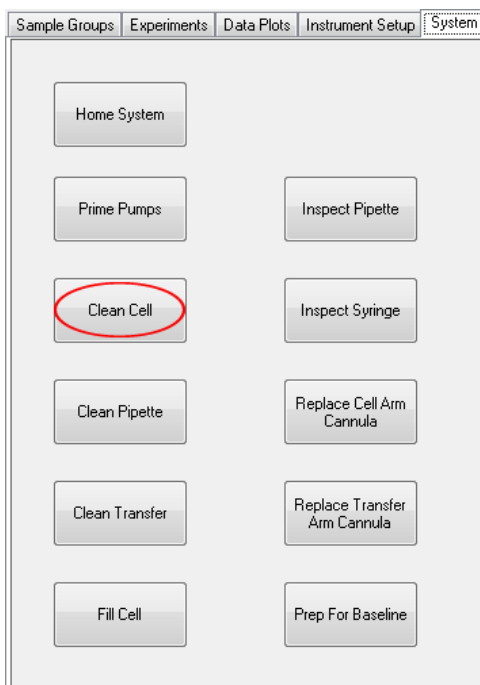 Sample Groups Experiments Data Plots Instrument Setup System
Home System
Prime Pumps Inspect Pipette
Clean Cell Inspect Syringe
Clean Pipette Replace Cell Arm
Cannula
Clean Transfer Replace Transfer
Arm Cannula
Fill Cell Prep For Baseline